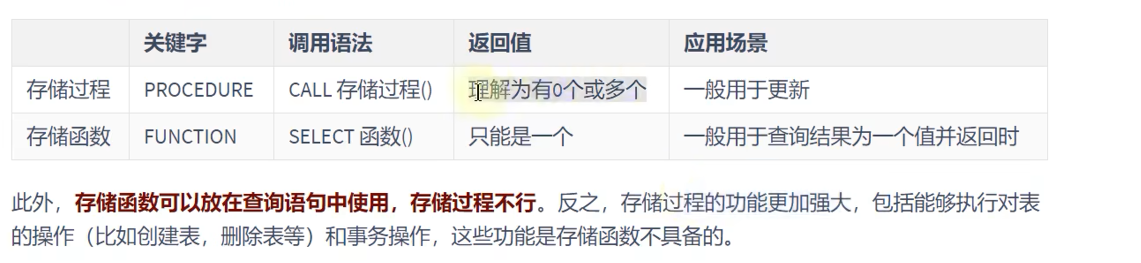 关键字 调用语法 返回值 应用场景
存储过程 PROCEDURE CALL 存储过程() 理解为有0个或多个 一般用于更新
存储函数 FUNCTION SELECT 函数() 只能是一个 一般用于查询结果为一个值并返回时
此外，存储函数可以放在查询语句中使用，存储过程不行。反之，存储过程的功能更加强大，包括能够执行对表
的操作（比如创建表，删除表等）和事务操作，这些功能是存储函数不具备的。